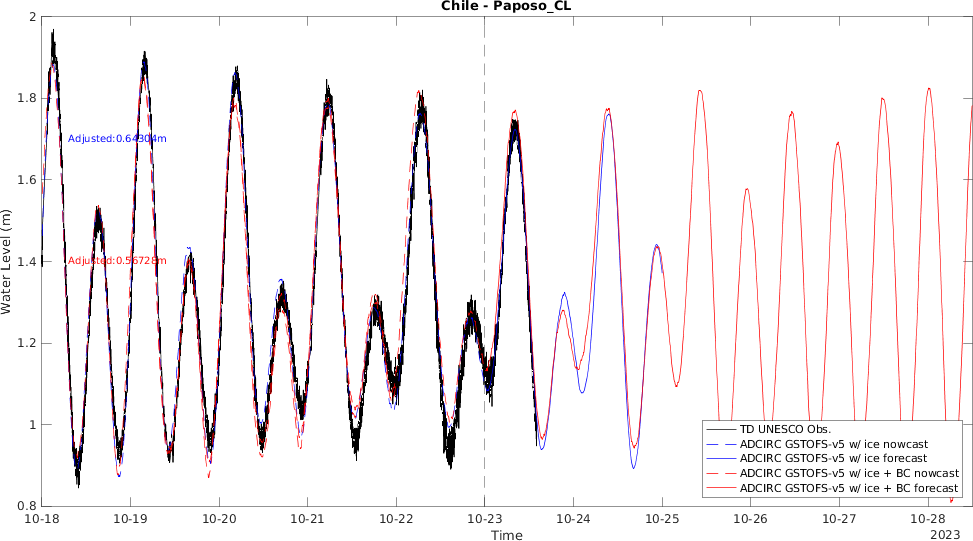 Chile - Paposo_CL
2
1.8
1.6
1.4
1.2
1
0.8
Water Level (m)
Adjusted:0.64304m
Adjusted:0.56728m
TD UNESCO Obs.
ADCIRC GSTOFS-v5 w/ ice nowcast
ADCIRC GSTOFS-v5 w/ ice forecast
ADCIRC GSTOFS-v5 w/ ice + BC nowcast
ADCIRC GSTOFS-v5 w/ ice + BC forecast
10-18 10-19 10-20 10-21 10-22 10-23 10-24 10-25 10-26 10-27 10-28
Time
2023